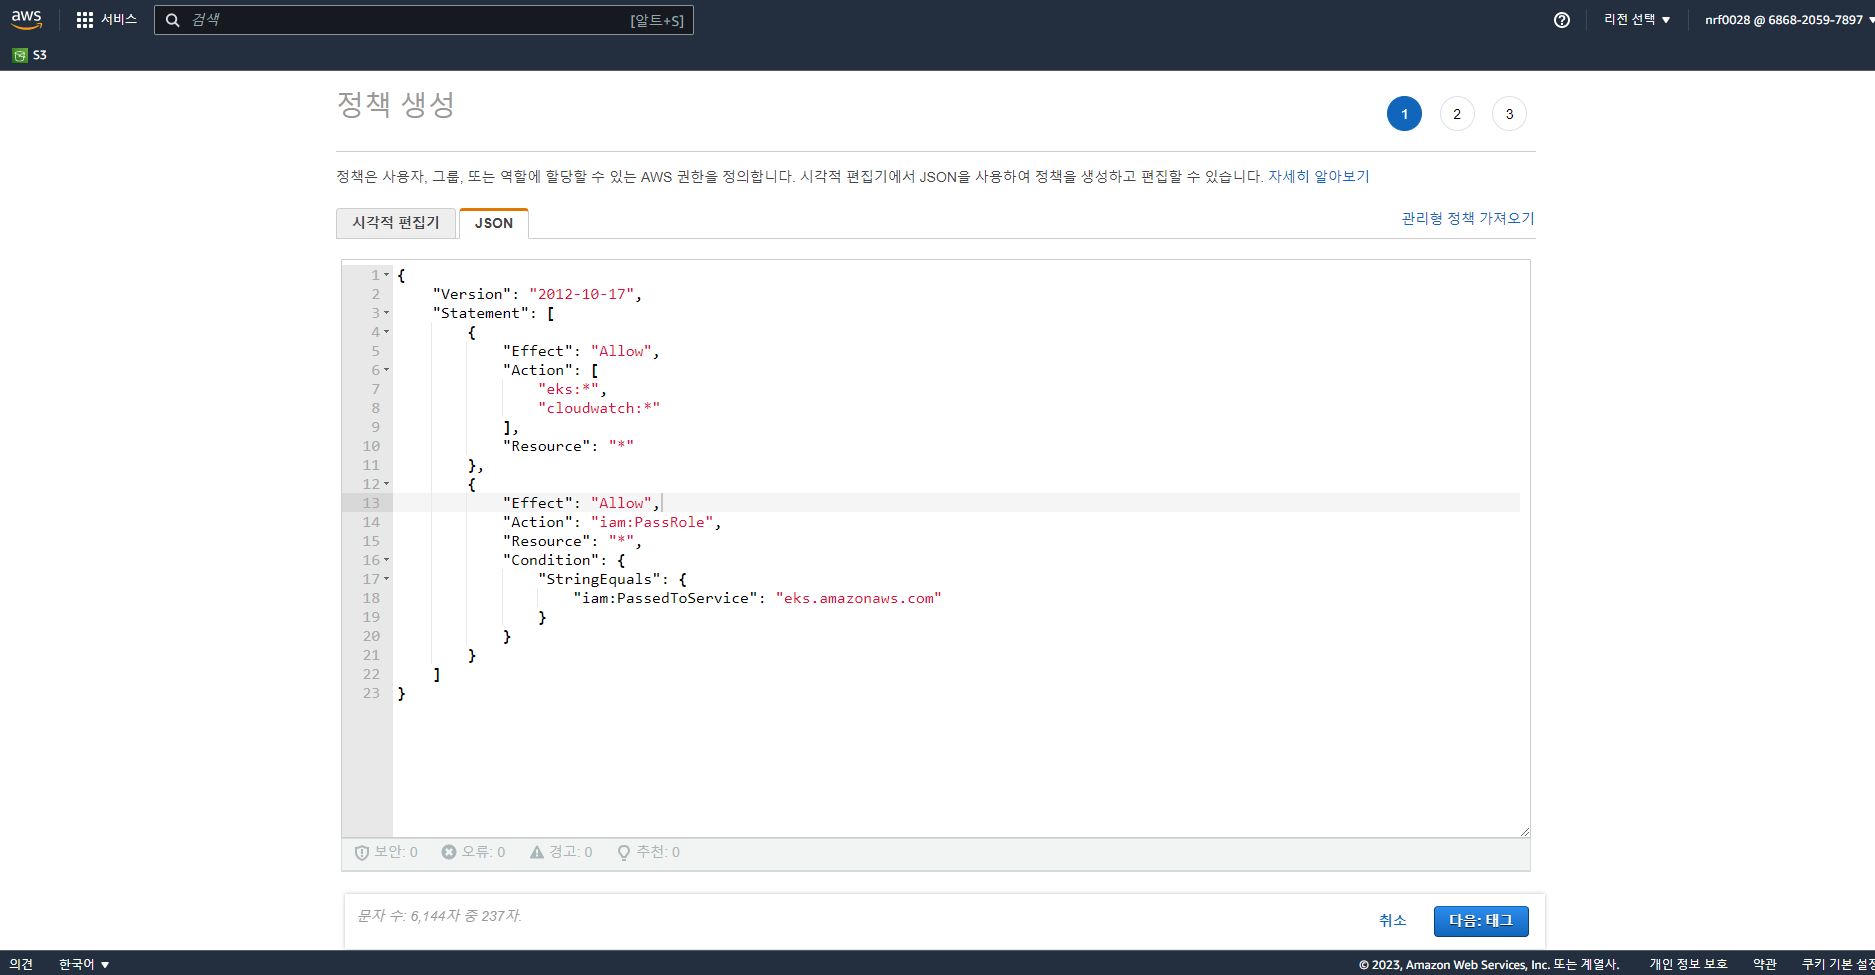 aws 서비스 검색 [알트+S] 리전 선택 nrf0028 @ 6868-2059-7897
S3
정책 생성
1 2 3
정책은 사용자, 그룹, 또는 역할에 할당할 수 있는 AWS 권한을 정의합니다. 시각적 편집기에서 JSON을 사용하여 정책을 생성하고 편집할 수 있습니다. 자세히 알아보기
시각적 편집기 JSON 관리형 정책 가져오기
1 {
2 "Version": "2012-10-17",
3 "Statement": [
4 {
5 "Effect": "Allow",
6 "Action": [
7 "eks:*",
8 "cloudwatch:*"
9 ],
10 "Resource": "*"
11 },
12 {
13 "Effect": "Allow",
14 "Action": "iam:PassRole",
15 "Resource": "*",
16 "Condition": {
17 "StringEquals": {
18 "iam:PassedToService": "eks.amazonaws.com"
19 }
20 }
21 }
22 ]
23 }
보안: 0 오류: 0 경고: 0 추천: 0
문자 수: 6,144자 중 237자. 취소 다음: 태그
의견 한국어 © 2023, Amazon Web Services, Inc. 또는 계열사. 개인 정보 보호 약관 쿠키 기본 설정